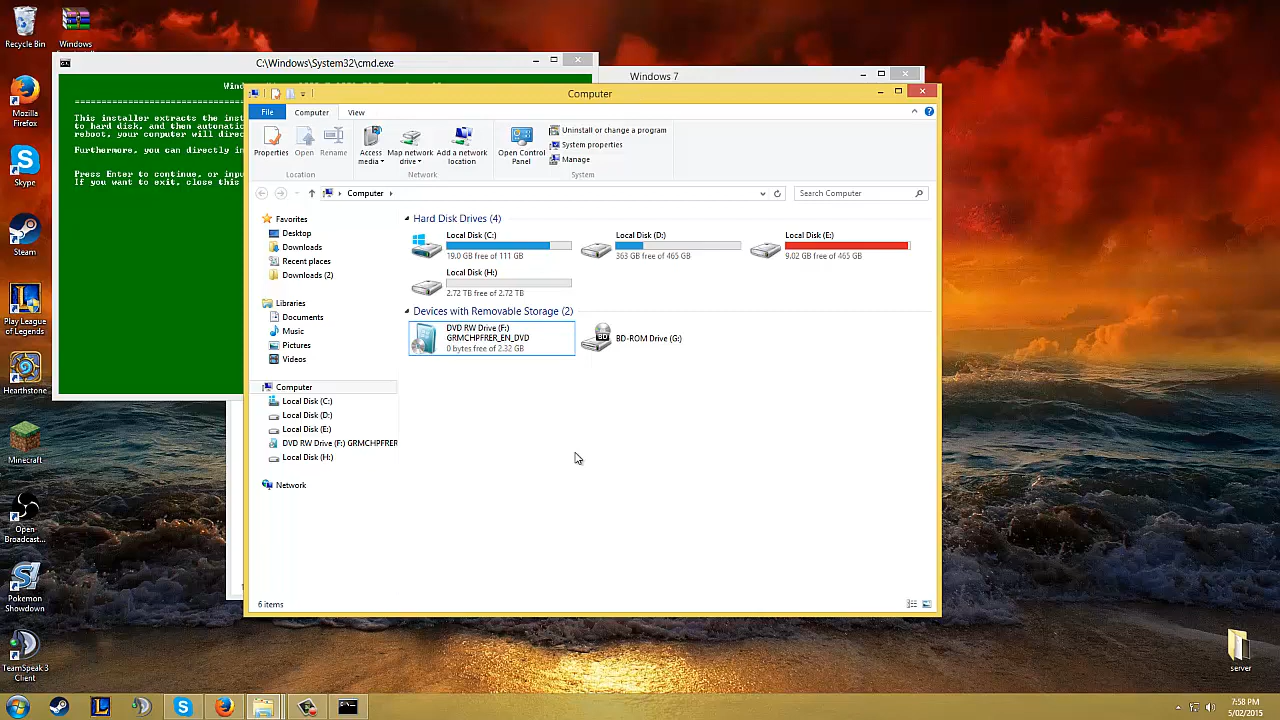 Recycle Bin
Windows
Mozilla
Firefox
Skype
Steam
Play League
of Legends
Hearthstone
Minecraft
Open
Broadcast...
Pokemon
Showdown
TeamSpeak 3
Client
C:\Windows\System32\cmd.exe
This installer extracts the
to hard disk, and then
reboot, your computer will
Furthermore, you can directly
Press Enter to continue, or
If you want to exit, close this
Windows 7
Computer
File
Computer
View
Properties
Open
Rename
Location
Access
media
Map network
drive
Add a network
location
Network
Open Control
Panel
Uninstall or change a program
System properties
Manage
System
Computer
Search Computer
Favorites
Desktop
Downloads
Recent places
Downloads (2)
Libraries
Documents
Music
Pictures
Videos
Computer
Local Disk (C:)
Local Disk (D:)
Local Disk (E:)
DVD RW Drive (F:) GRMCHPFRER
Local Disk (H:)
Network
Hard Disk Drives (4)
Local Disk (C:)
19.0 GB free of 111 GB
Local Disk (D:)
363 GB free of 465 GB
Local Disk (E:)
9.02 GB free of 465 GB
Local Disk (H:)
2.72 TB free of 2.72 TB
Devices with Removable Storage (2)
DVD RW Drive (F:)
GRMCHPFRER_EN_DVD
0 bytes free of 2.32 GB
BD-ROM Drive (G:)
6 items
server
7:58 PM
5/02/2015